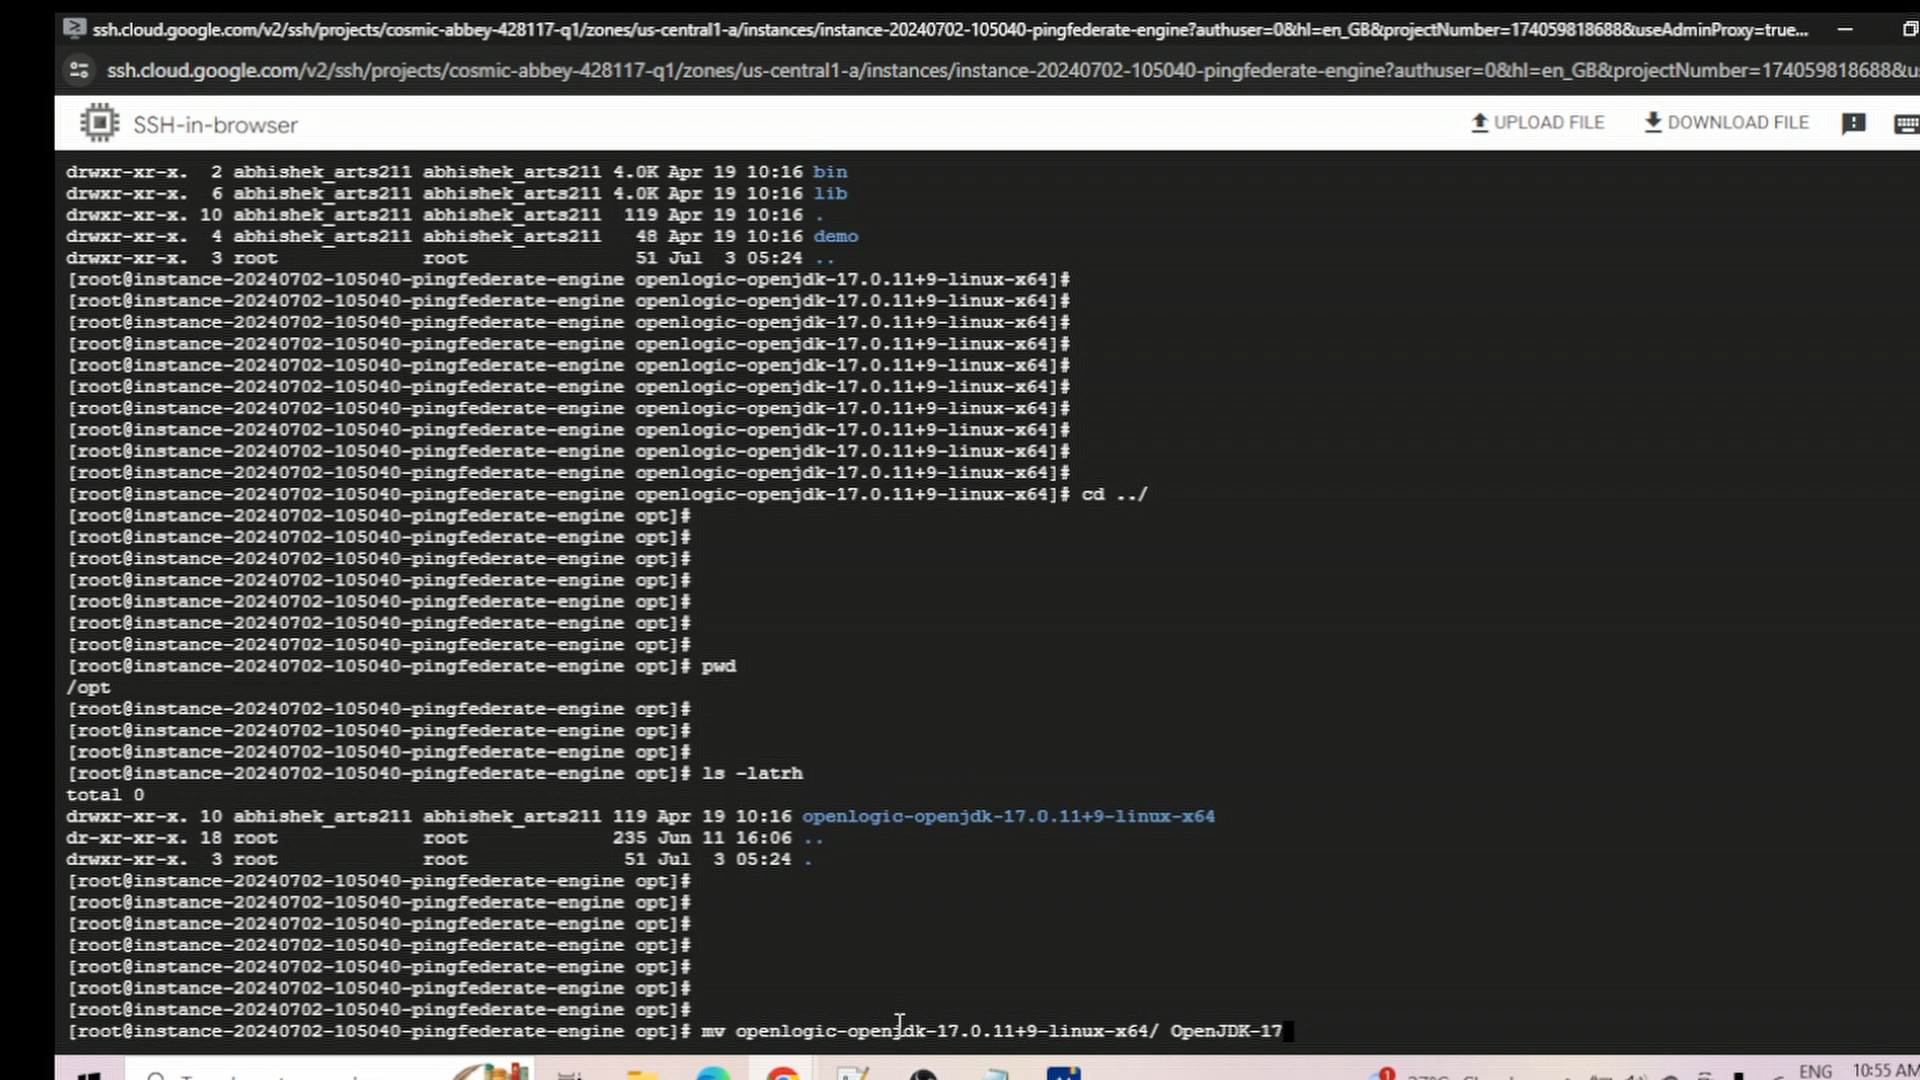 ssh.cloud.google.com/v2/ssh/projects/cosmic-abbey-428117-q1/zones/us-central1-a/instances/instance-20240702-105040-pingfederate-engine?authuser=0&hl=en_GB&projectNumber=174059818688&useAdminProxy=true...
ssh.cloud.google.com/v2/ssh/projects/cosmic-abbey-428117-q1/zones/us-central1-a/instances/instance-20240702-105040-pingfederate-engine?authuser=0&hl=en_GB&projectNumber=174059818688&us
SSH-in-browser
UPLOAD FILE
DOWNLOAD FILE
drwxr-xr-x. 2 abhishek_arts211 abhishek_arts211 4.0K Apr 19 10:16 bin
drwxr-xr-x. 6 abhishek_arts211 abhishek_arts211 4.0K Apr 19 10:16 lib
drwxr-xr-x. 10 abhishek_arts211 abhishek_arts211 119 Apr 19 10:16 .
drwxr-xr-x. 4 abhishek_arts211 abhishek_arts211 48 Apr 19 10:16 demo
drwxr-xr-x. 3 root root 51 Jul 3 05:24 ..
[root@instance-20240702-105040-pingfederate-engine openlogic-openjdk-17.0.11+9-linux-x64]#
[root@instance-20240702-105040-pingfederate-engine openlogic-openjdk-17.0.11+9-linux-x64]#
[root@instance-20240702-105040-pingfederate-engine openlogic-openjdk-17.0.11+9-linux-x64]#
[root@instance-20240702-105040-pingfederate-engine openlogic-openjdk-17.0.11+9-linux-x64]#
[root@instance-20240702-105040-pingfederate-engine openlogic-openjdk-17.0.11+9-linux-x64]#
[root@instance-20240702-105040-pingfederate-engine openlogic-openjdk-17.0.11+9-linux-x64]#
[root@instance-20240702-105040-pingfederate-engine openlogic-openjdk-17.0.11+9-linux-x64]#
[root@instance-20240702-105040-pingfederate-engine openlogic-openjdk-17.0.11+9-linux-x64]#
[root@instance-20240702-105040-pingfederate-engine openlogic-openjdk-17.0.11+9-linux-x64]#
[root@instance-20240702-105040-pingfederate-engine openlogic-openjdk-17.0.11+9-linux-x64]#
[root@instance-20240702-105040-pingfederate-engine openlogic-openjdk-17.0.11+9-linux-x64]# cd ../
[root@instance-20240702-105040-pingfederate-engine opt]#
[root@instance-20240702-105040-pingfederate-engine opt]#
[root@instance-20240702-105040-pingfederate-engine opt]#
[root@instance-20240702-105040-pingfederate-engine opt]#
[root@instance-20240702-105040-pingfederate-engine opt]#
[root@instance-20240702-105040-pingfederate-engine opt]#
[root@instance-20240702-105040-pingfederate-engine opt]#
[root@instance-20240702-105040-pingfederate-engine opt]# pwd
/opt
[root@instance-20240702-105040-pingfederate-engine opt]#
[root@instance-20240702-105040-pingfederate-engine opt]#
[root@instance-20240702-105040-pingfederate-engine opt]#
[root@instance-20240702-105040-pingfederate-engine opt]# ls -latrh
total 0
drwxr-xr-x. 10 abhishek_arts211 abhishek_arts211 119 Apr 19 10:16 openlogic-openjdk-17.0.11+9-linux-x64
dr-xr-xr-x. 18 root root 235 Jun 11 16:06 ..
drwxr-xr-x. 3 root root 51 Jul 3 05:24 .
[root@instance-20240702-105040-pingfederate-engine opt]#
[root@instance-20240702-105040-pingfederate-engine opt]#
[root@instance-20240702-105040-pingfederate-engine opt]#
[root@instance-20240702-105040-pingfederate-engine opt]#
[root@instance-20240702-105040-pingfederate-engine opt]#
[root@instance-20240702-105040-pingfederate-engine opt]#
[root@instance-20240702-105040-pingfederate-engine opt]#
[root@instance-20240702-105040-pingfederate-engine opt]# mv openlogic-openjdk-17.0.11+9-linux-x64/ OpenJDK-17
ENG
10:55 AM